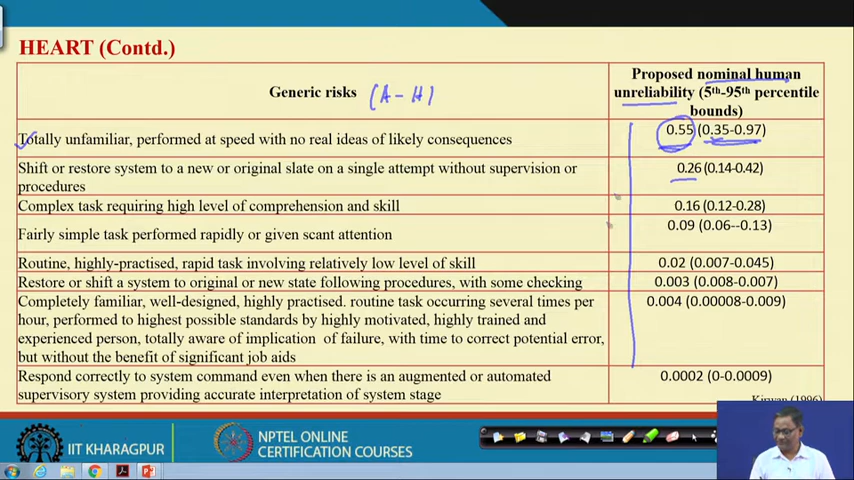 HEART (Contd.)
Generic risks (A-H)
Proposed nominal human
unreliability (5th-95th percentile
bounds)
Totally unfamiliar, performed at speed with no real ideas of likely consequences
0.55 (0.35-0.97)
Shift or restore system to a new or original slate on a single attempt without supervision or
procedures
0.26 (0.14-0.42)
Complex task requiring high level of comprehension and skill
0.16 (0.12-0.28)
Fairly simple task performed rapidly or given scant attention
0.09 (0.06--0.13)
Routine, highly-practised, rapid task involving relatively low level of skill
0.02 (0.007-0.045)
Restore or shift a system to original or new state following procedures, with some checking
0.003 (0.008-0.007)
Completely familiar, well-designed, highly practised. routine task occurring several times per
hour, performed to highest possible standards by highly motivated, highly trained and
experienced person, totally aware of implication of failure, with time to correct potential error,
but without the benefit of significant job aids
0.004 (0.00008-0.009)
Respond correctly to system command even when there is an augmented or automated
supervisory system providing accurate interpretation of system stage
0.0002 (0-0.0009)
Kirwan (1996)
IIT KHARAGPUR
NPTEL ONLINE
CERTIFICATION COURSES